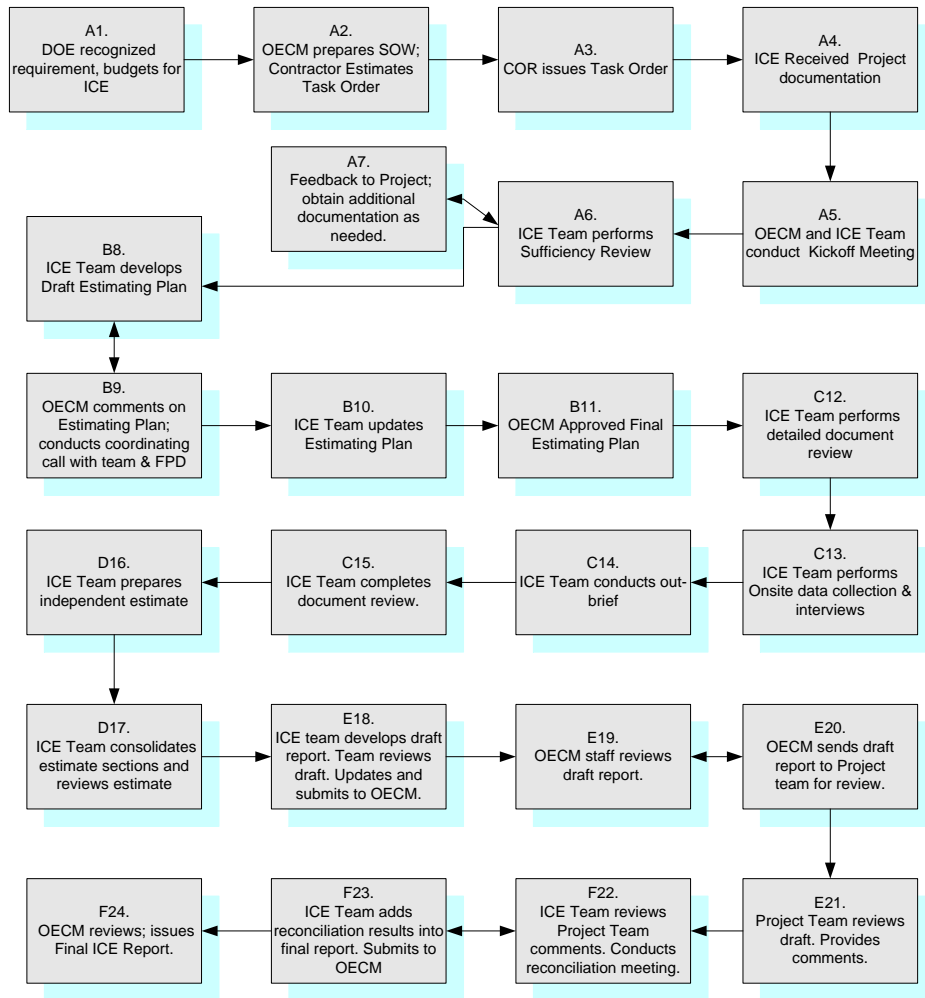 A1.
DOE recognized
requirement, budgets for
ICE
A2.
OECM prepares SOW;
Contractor Estimates
Task Order
A3.
COR issues Task Order
A4.
ICE Received  Project
documentation
A7.
Feedback to Project;
obtain additional
documentation as
needed.
A6.
ICE Team performs
Sufficiency Review
A5.
OECM and ICE Team
conduct  Kickoff Meeting
B8.
ICE Team develops
Draft Estimating Plan
B9.
OECM comments on
Estimating Plan;
conducts coordinating
call with team & FPD
B10.
ICE Team updates
Estimating Plan
B11.
OECM Approved Final
Estimating Plan
C12.
ICE Team performs
detailed document
review
D16.
ICE Team prepares
independent estimate
C15.
ICE Team completes
document review.
C14.
ICE Team conducts out-
brief
C13.
ICE Team performs
Onsite data collection &
interviews
D17.
ICE Team consolidates
estimate sections and
reviews estimate
E18.
ICE team develops draft
report. Team reviews
draft. Updates and
submits to OECM.
E19.
OECM staff reviews
draft report.
E20.
OECM sends draft
report to Project
team for review.
F24.
OECM reviews; issues
Final ICE Report.
F23.
ICE Team adds
reconciliation results into
final report. Submits to
OECM
F22.
ICE Team reviews
Project Team
comments. Conducts
reconciliation meeting.
E21.
Project Team reviews
draft. Provides
comments.